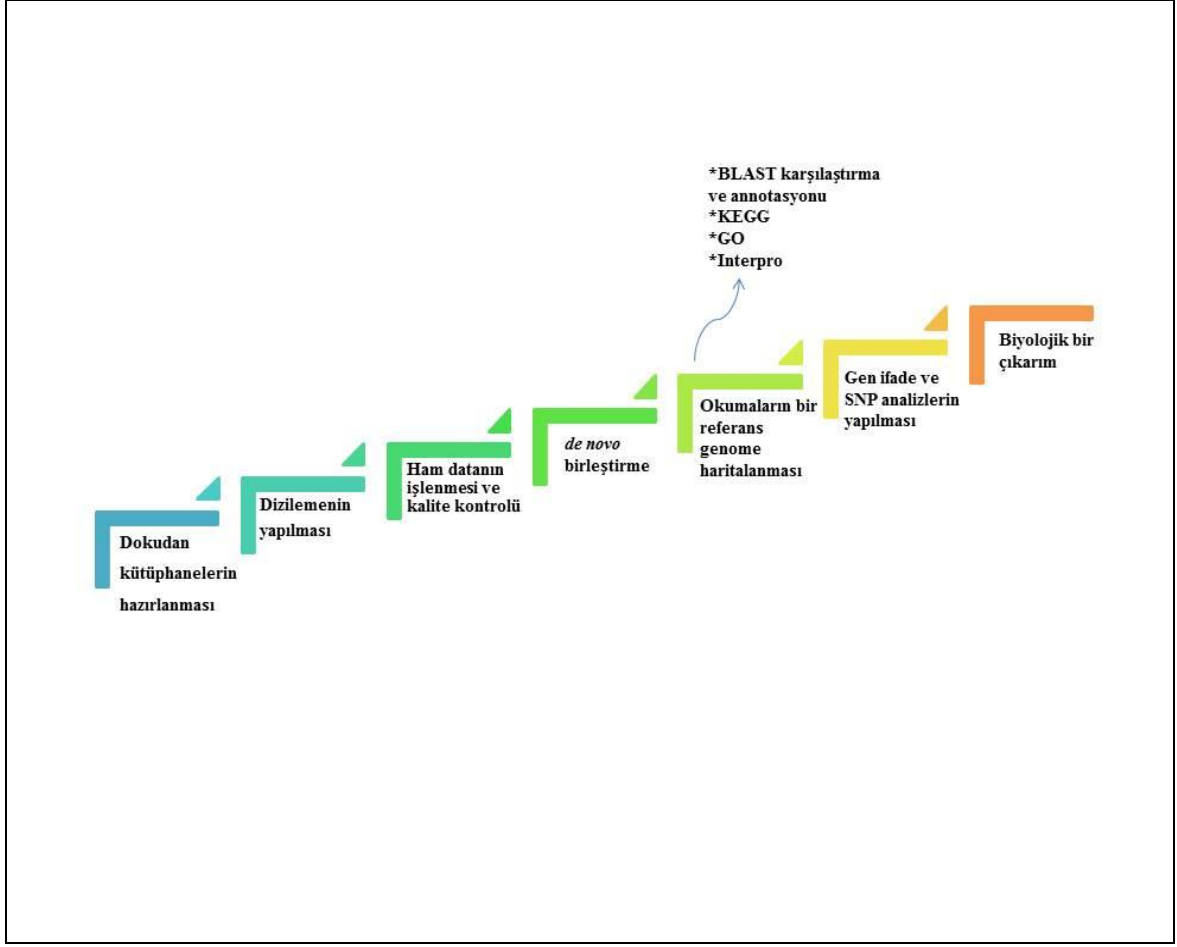 *BLAST karşılaştırma
ve annotasyonu
*KEGG
*GO
*Interpro
Dokudan
kütüphanelerin
hazırlanması
Dizilemenin
yapılması
Ham datanın
işlenmesi ve
kalite kontrolü
de novo
birleştirme
Okumaların bir
referans
genome
haritalanması
Gen ifade ve
SNP analizlerin
yapılması
Biyolojik bir
çıkarım